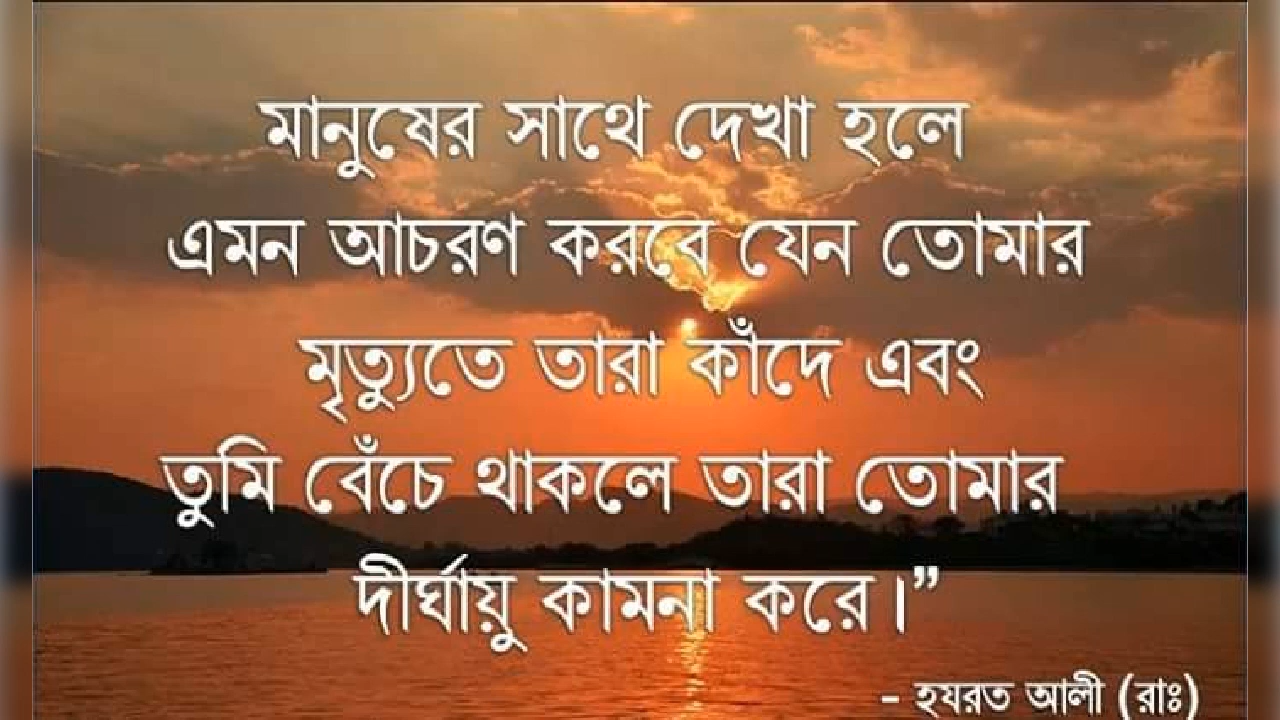 মানুষের সাথে দেখা হলে
এমন আচরণ করবে যেন তোমার
মৃত্যুতে তারা কাঁদে এবং
তুমি বেঁচে থাকলে তারা তোমার
দীর্ঘায়ু কামনা করে।”
- হযরত আলী (রাঃ)